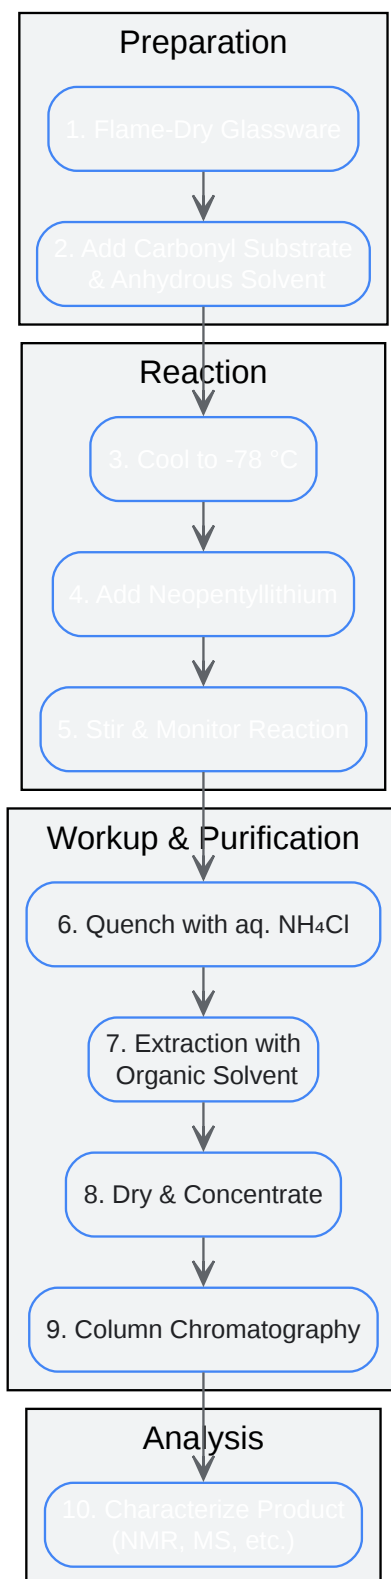 Preparation
1. Flame-Dry Glassware
2. Add Carbonyl Substrate
& Anhydrous Solvent
Reaction
3. Cool to -78 °C
4. Add Neopentyllithium
5. Stir & Monitor Reaction
Workup & Purification
6. Quench with aq. NH₄Cl
7. Extraction with
Organic Solvent
8. Dry & Concentrate
9. Column Chromatography
Analysis
10. Characterize Product
(NMR, MS, etc.)